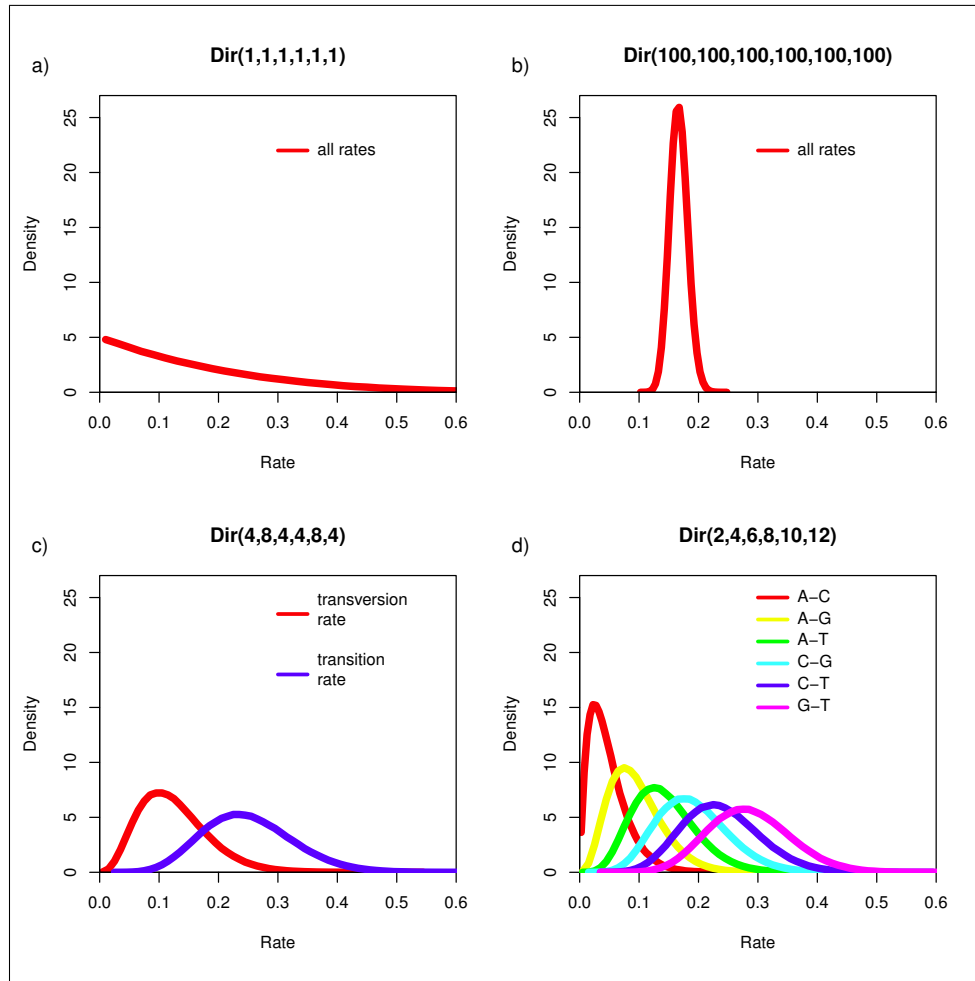 a)
Dir(1,1,1,1,1,1)
all rates
Density
0
5
10
15
20
25
0.0 0.1 0.2 0.3 0.4 0.5 0.6
Rate
b)
Dir(100,100,100,100,100,100)
all rates
Density
0
5
10
15
20
25
0.0 0.1 0.2 0.3 0.4 0.5 0.6
Rate
c)
Dir(4,8,4,4,8,4)
transversion
rate
transition
rate
Density
0
5
10
15
20
25
0.0 0.1 0.2 0.3 0.4 0.5 0.6
Rate
d)
Dir(2,4,6,8,10,12)
A−C
A−G
A−T
C−G
C−T
G−T
Density
0
5
10
15
20
25
0.0 0.1 0.2 0.3 0.4 0.5 0.6
Rate